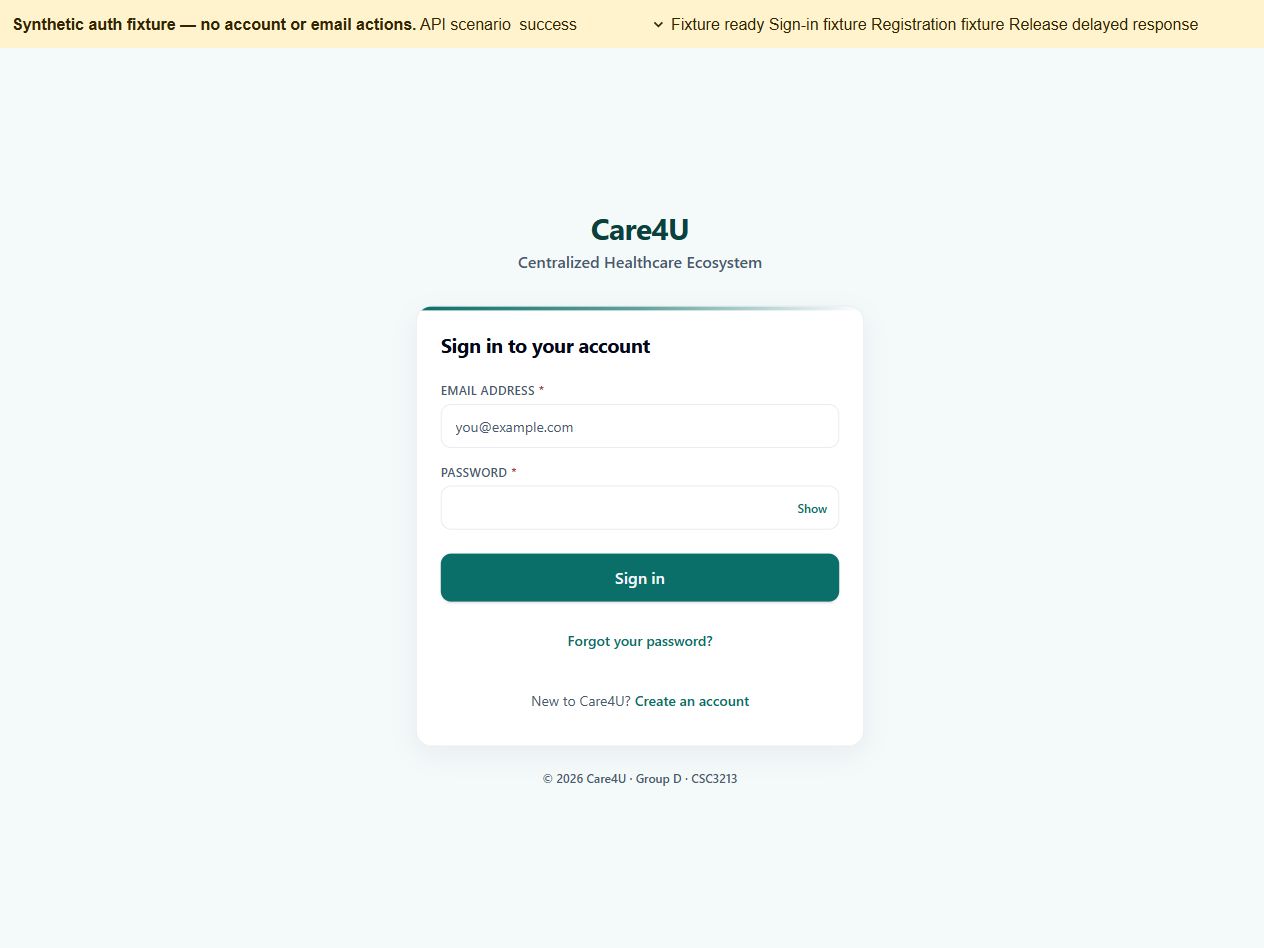 Synthetic auth fixture — no account or email actions. API scenario success Fixture ready Sign-in fixture Registration fixture Release delayed response
Care4U
Centralized Healthcare Ecosystem
Sign in to your account
EMAIL ADDRESS *
you@example.com
PASSWORD *
Show
Sign in
Forgot your password?
New to Care4U? Create an account
© 2026 Care4U · Group D · CSC3213